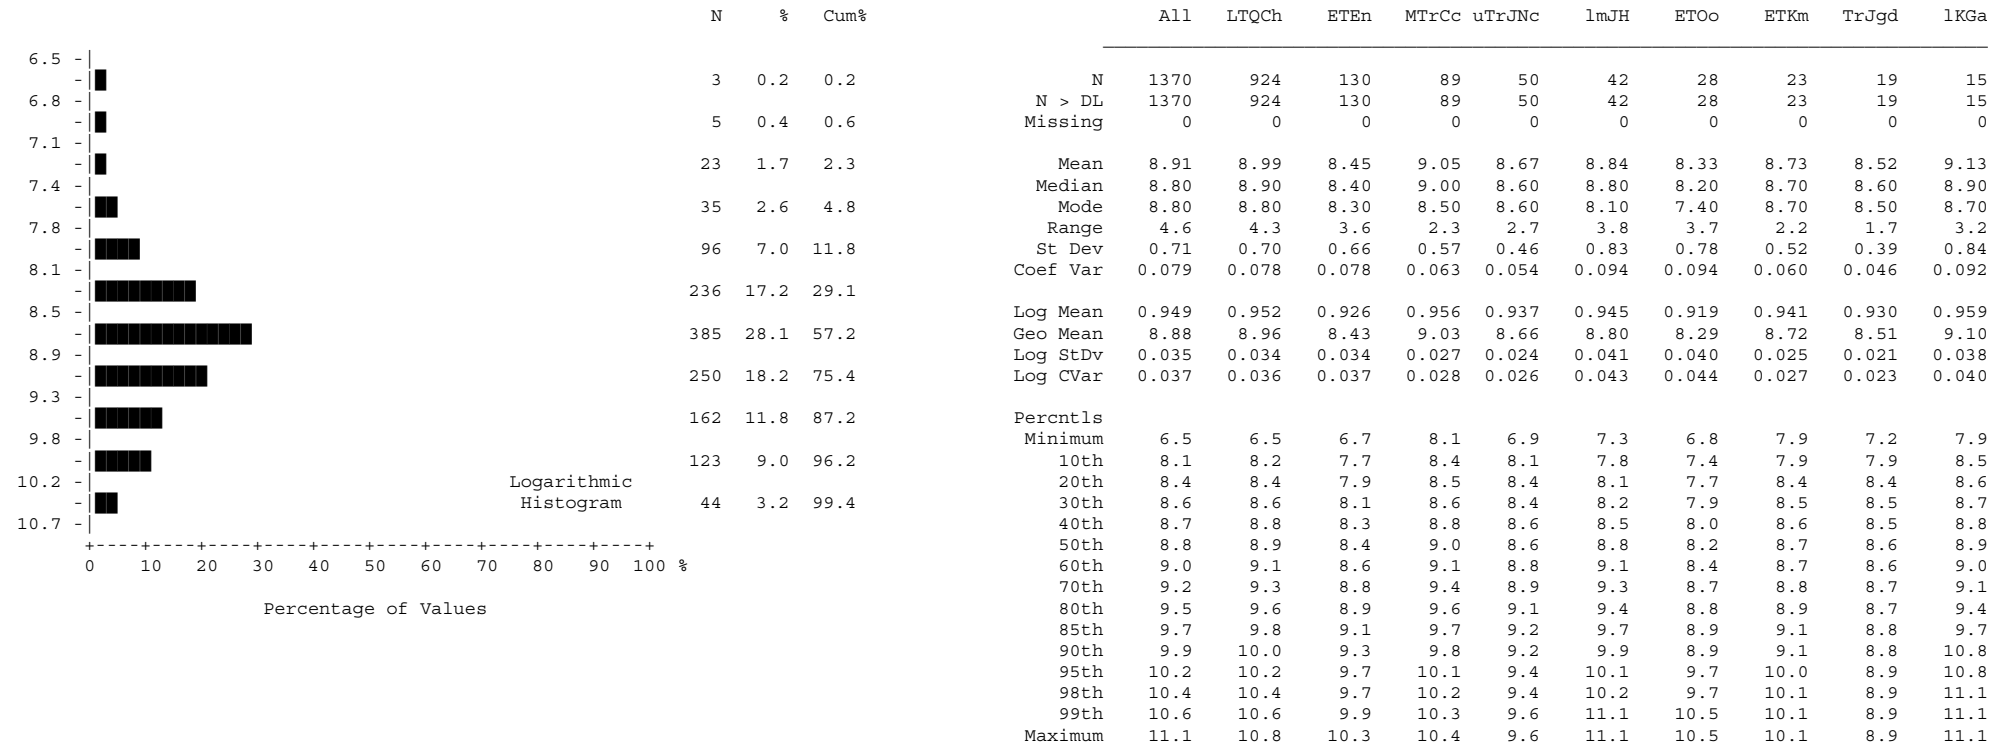 N % Cum% All LTQCh ETEn MTrCc uTrJNc lmJH ETOo ETKm TrJgd lKGa
6.5 -|
-| 3 0.2 0.2 N 1370 924 130 89 50 42 28 23 19 15
6.8 -| N > DL 1370 924 130 89 50 42 28 23 19 15
-| 5 0.4 0.6 Missing 0 0 0 0 0 0 0 0 0 0
7.1 -|
-| 23 1.7 2.3 Mean 8.91 8.99 8.45 9.05 8.67 8.84 8.33 8.73 8.52 9.13
7.4 -| Median 8.80 8.90 8.40 9.00 8.60 8.80 8.20 8.70 8.60 8.90
-| 35 2.6 4.8 Mode 8.80 8.80 8.30 8.50 8.60 8.10 7.40 8.70 8.50 8.70
7.8 -| Range 4.6 4.3 3.6 2.3 2.7 3.8 3.7 2.2 1.7 3.2
-| 96 7.0 11.8 St Dev 0.71 0.70 0.66 0.57 0.46 0.83 0.78 0.52 0.39 0.84
8.1 -| Coef Var 0.079 0.078 0.078 0.063 0.054 0.094 0.094 0.060 0.046 0.092
-| 236 17.2 29.1
8.5 -| Log Mean 0.949 0.952 0.926 0.956 0.937 0.945 0.919 0.941 0.930 0.959
-| 385 28.1 57.2 Geo Mean 8.88 8.96 8.43 9.03 8.66 8.80 8.29 8.72 8.51 9.10
8.9 -| Log StDv 0.035 0.034 0.034 0.027 0.024 0.041 0.040 0.025 0.021 0.038
-| 250 18.2 75.4 Log CVar 0.037 0.036 0.037 0.028 0.026 0.043 0.044 0.027 0.023 0.040
9.3 -|
-| 162 11.8 87.2 Percntls
9.8 -| Minimum 6.5 6.5 6.7 8.1 6.9 7.3 6.8 7.9 7.2 7.9
-| 123 9.0 96.2 10th 8.1 8.2 7.7 8.4 8.1 7.8 7.4 7.9 7.9 8.5
10.2 -| Logarithmic 20th 8.4 8.4 7.9 8.5 8.4 8.1 7.7 8.4 8.4 8.6
-| Histogram 44 3.2 99.4 30th 8.6 8.6 8.1 8.6 8.4 8.2 7.9 8.5 8.5 8.7
10.7 -| 40th 8.7 8.8 8.3 8.8 8.6 8.5 8.0 8.6 8.5 8.8
+----+----+----+----+----+----+----+----+----+----+ 50th 8.8 8.9 8.4 9.0 8.6 8.8 8.2 8.7 8.6 8.9
0 10 20 30 40 50 60 70 80 90 100 % 60th 9.0 9.1 8.6 9.1 8.8 9.1 8.4 8.7 8.6 9.0
70th 9.2 9.3 8.8 9.4 8.9 9.3 8.7 8.8 8.7 9.1
Percentage of Values 80th 9.5 9.6 8.9 9.6 9.1 9.4 8.8 8.9 8.7 9.4
85th 9.7 9.8 9.1 9.7 9.2 9.7 8.9 9.1 8.8 9.7
90th 9.9 10.0 9.3 9.8 9.2 9.9 8.9 9.1 8.8 10.8
95th 10.2 10.2 9.7 10.1 9.4 10.1 9.7 10.0 8.9 10.8
98th 10.4 10.4 9.7 10.2 9.4 10.2 9.7 10.1 8.9 11.1
99th 10.6 10.6 9.9 10.3 9.6 11.1 10.5 10.1 8.9 11.1
Maximum 11.1 10.8 10.3 10.4 9.6 11.1 10.5 10.1 8.9 11.1